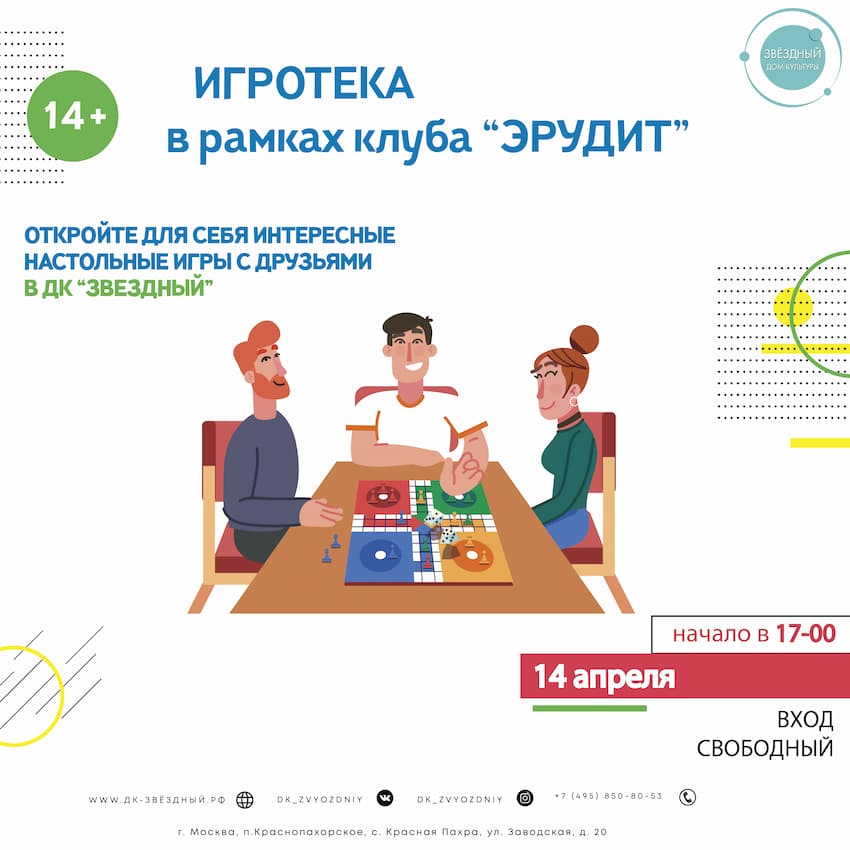 ЗВЁЗДНЫЙ
ДОМ КУЛЬТУРЫ
14+
ИГРОТЕКА
в рамках клуба “ЭРУДИТ”
ОТКРОЙТЕ ДЛЯ СЕБЯ ИНТЕРЕСНЫЕ
НАСТОЛЬНЫЕ ИГРЫ С ДРУЗЬЯМИ
В ДК “ЗВЕЗДНЫЙ”
начало в 17-00
14 апреля
ВХОД
СВОБОДНЫЙ
WWW.ДК-ЗВЁЗДНЫЙ.РФ DK_ZVYOZDNIY DK_ZVYOZDNIY +7 (495) 850-80-53
г. Москва, п.Краснопахорское, с. Красная Пахра, ул. Заводская, д. 20